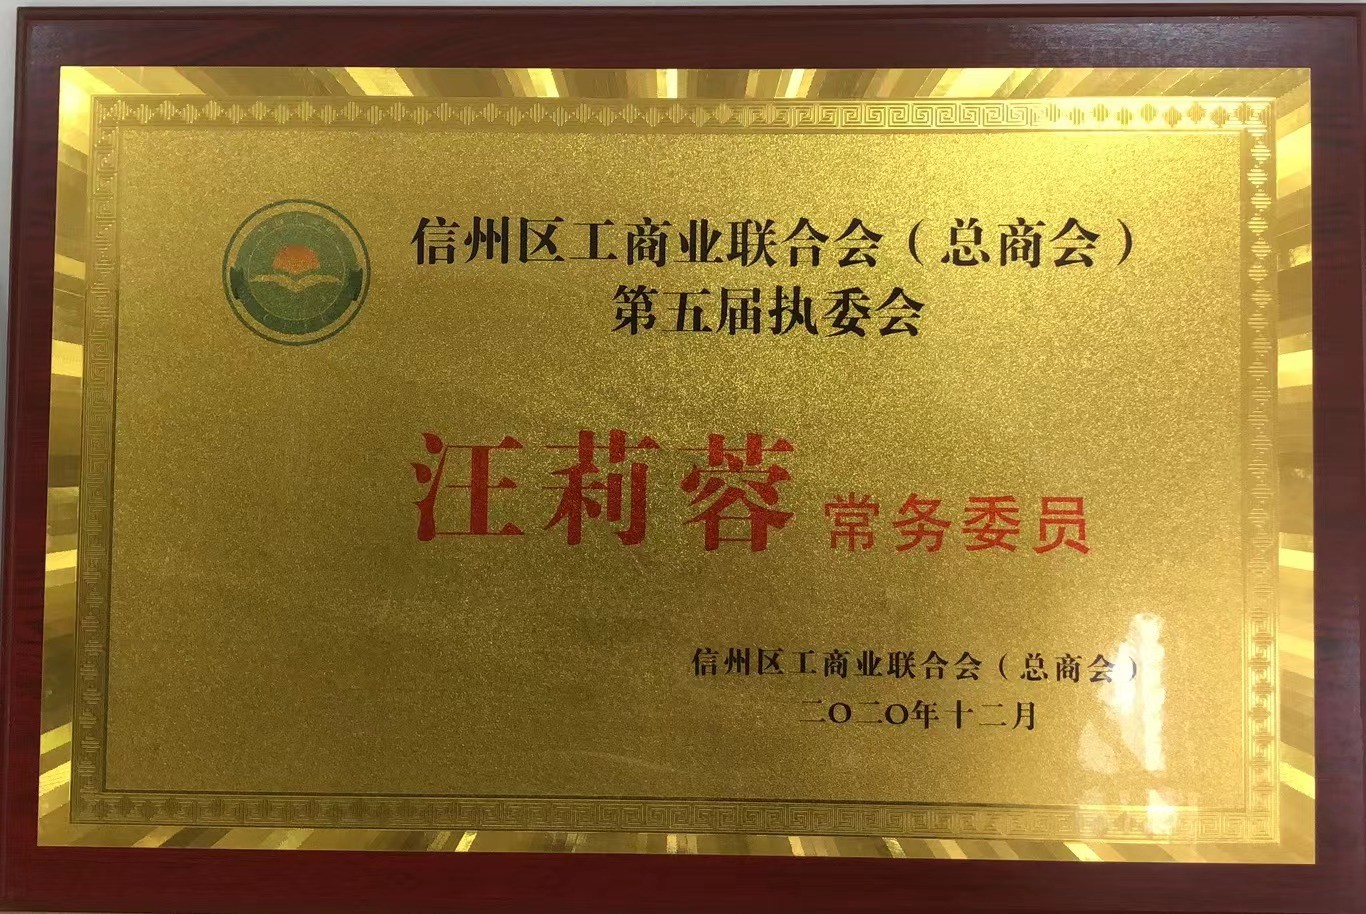 信州区工商业联合会（总商会）
第五届执委会
汪莉蓉 常务委员
信州区工商业联合会（总商会）
二〇二〇年十二月